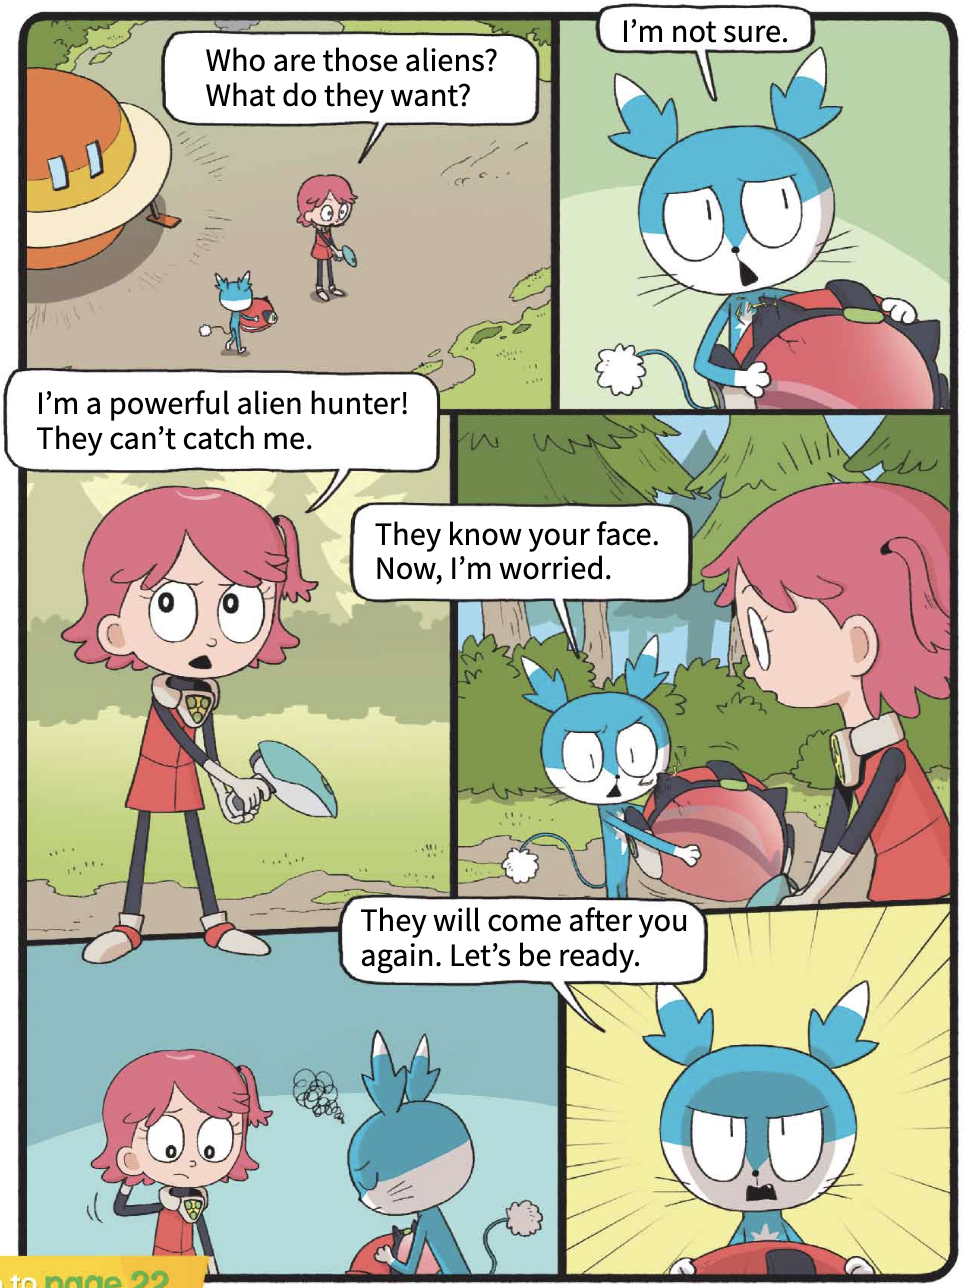 Who are those aliens?
What do they want?
I'm not sure.
I'm a powerful alien hunter!
They can't catch me.
They know your face.
Now, I'm worried.
They will come after you
again. Let's be ready.
to page 22